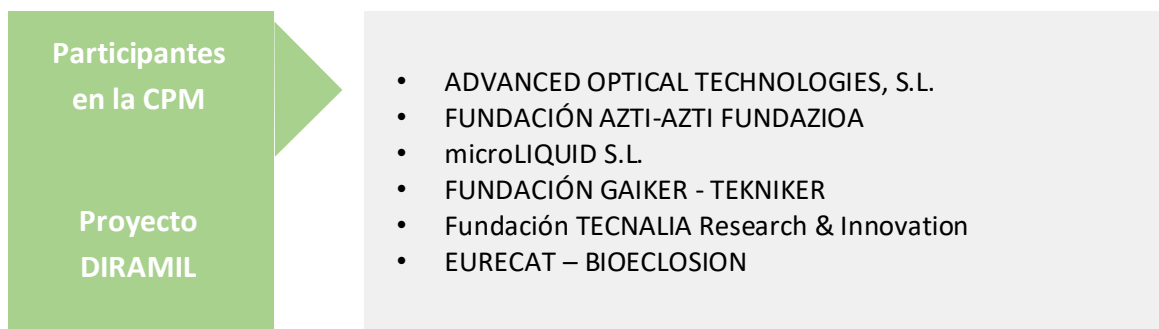 Participantes
en la CPM
Proyecto
DIRAMIL
• ADVANCED OPTICAL TECHNOLOGIES, S.L.
• FUNDACIÓN AZTI-AZTI FUNDAZIOA
• microLIQUID S.L.
• FUNDACIÓN GAIKER - TEKNIKER
• Fundación TECNALIA Research & Innovation
• EURECAT – BIOECLOSION